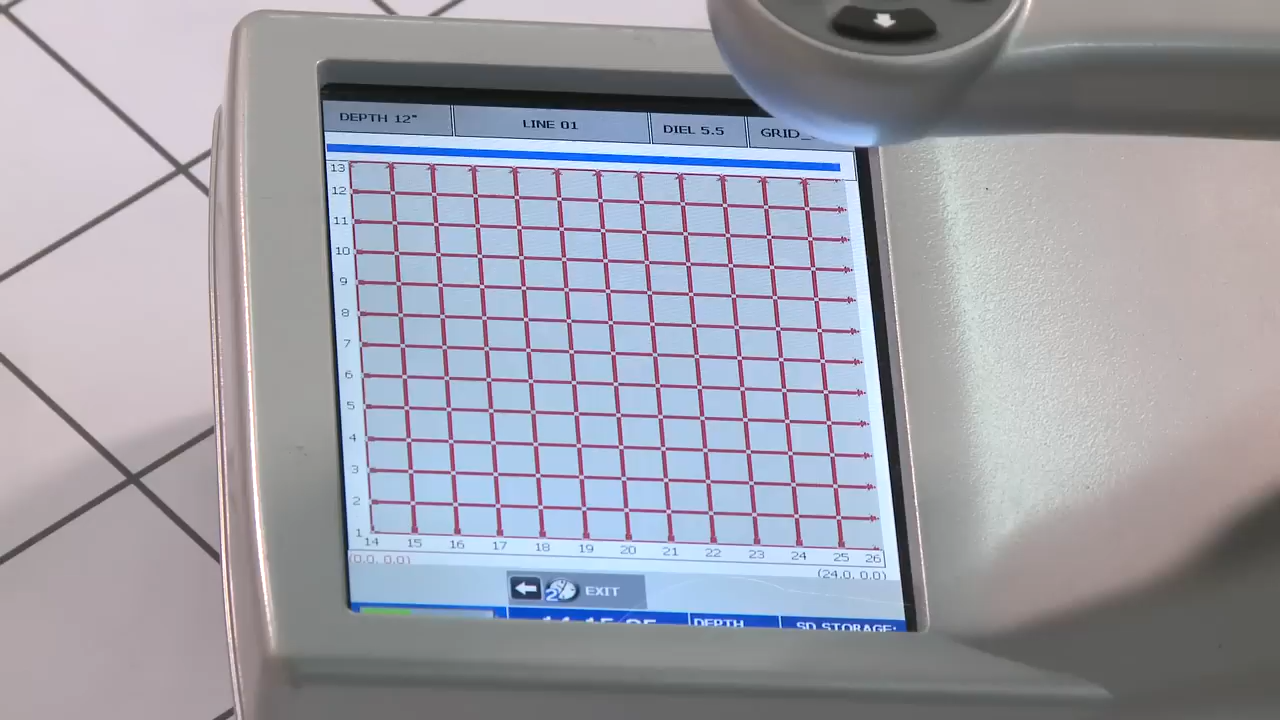 DEPTH 12" LINE 01 DIEL 5.5 GRID_
13
12
11
10
9
8
7
6
5
4
3
2
1
14 15 16 17 18 19 20 21 22 23 24 25 26
(0.0, 0.0) (24.0, 0.0)
2 EXIT
DEPTH SD STORAGE: